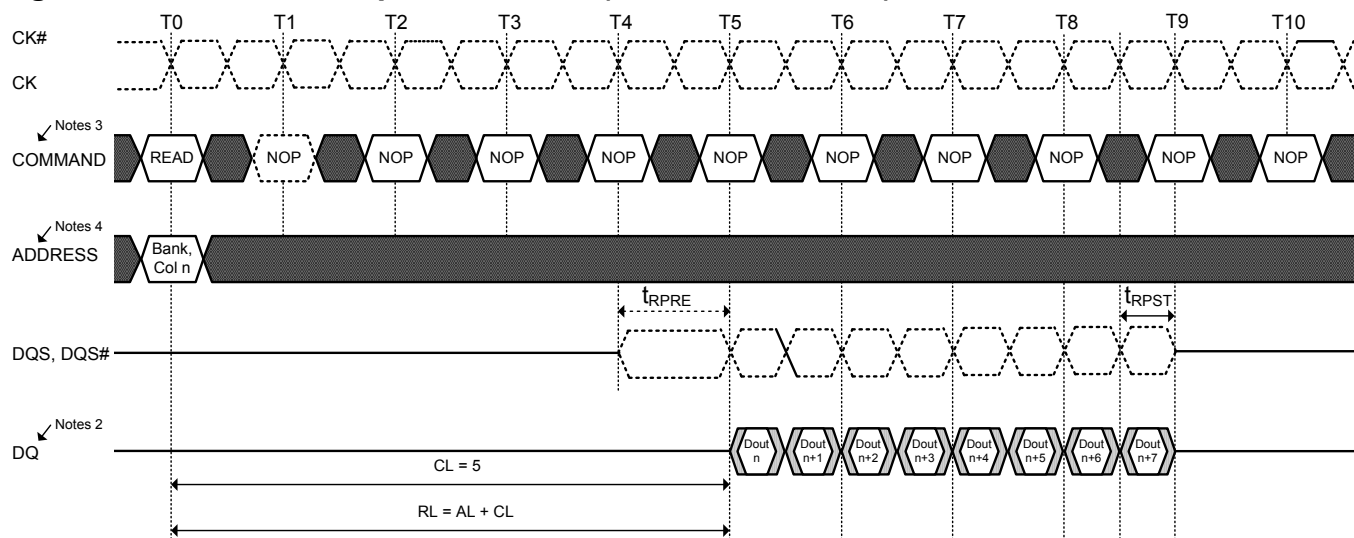 T0 T1 T2 T3 T4 T5 T6 T7 T8 T9 T10
CK#
CK
Notes 3
COMMAND READ NOP NOP NOP NOP NOP NOP NOP NOP NOP NOP
Notes 4
ADDRESS Bank,
Col n
tRPRE tRPST
DQS, DQS#
Notes 2
DQ
Dout n
Dout n+1
Dout n+2
Dout n+3
Dout n+4
Dout n+5
Dout n+6
Dout n+7
CL = 5
RL = AL + CL